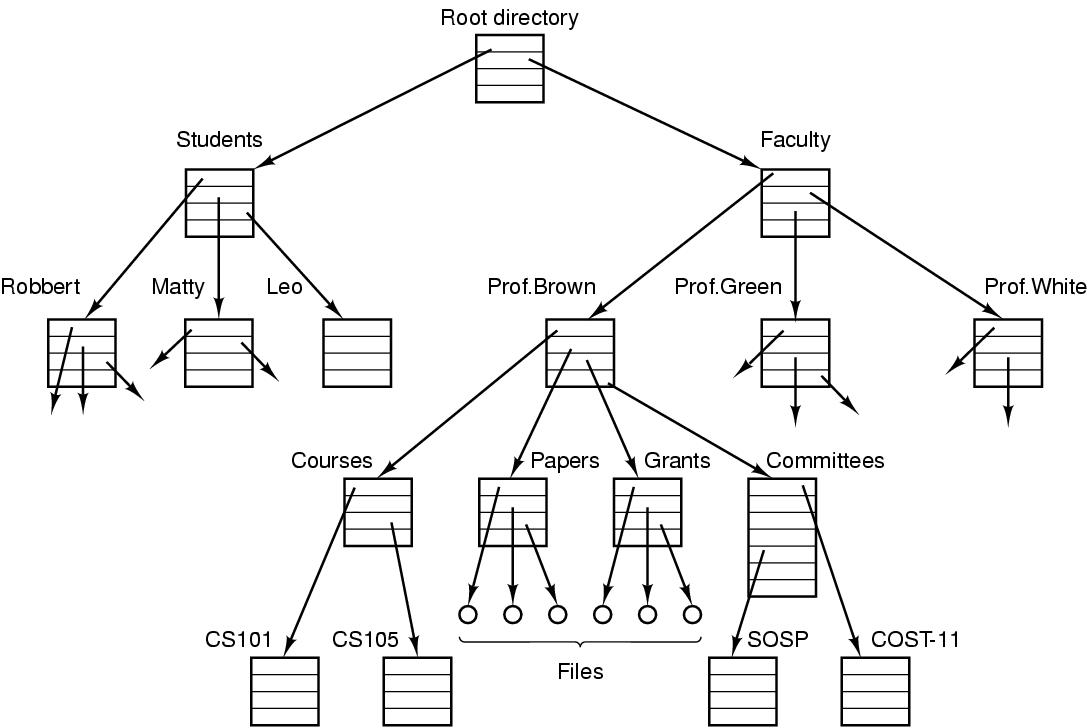 Root directory
Students
Faculty
Robbert
Matty
Leo
Prof.Brown
Prof.Green
Prof.White
Courses
Papers
Grants
Committees
CS101
CS105
SOSP
COST-11
Files